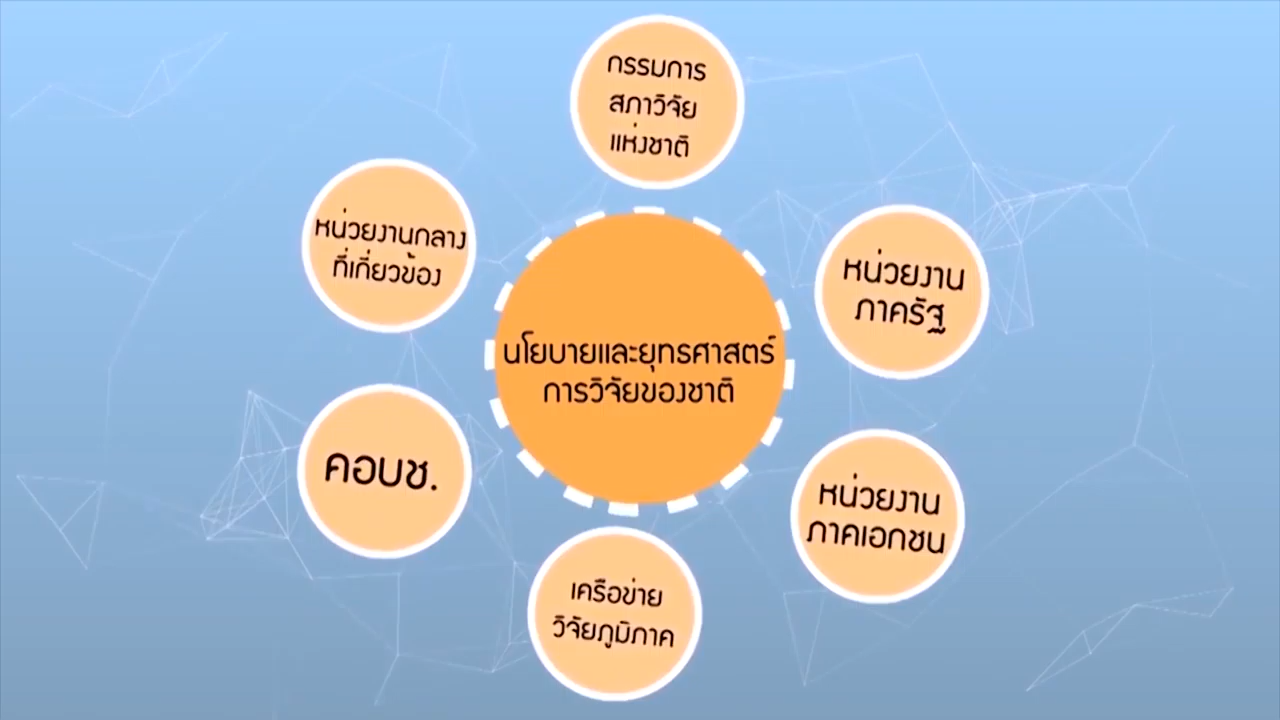 กรรมการ
สภาวิจัย
แห่งชาติ
หน่วยงานกลาง
ที่เกี่ยวข้อง
หน่วยงาน
ภาครัฐ
นโยบายและยุทธศาสตร์
การวิจัยของชาติ
คอบช.
หน่วยงาน
ภาคเอกชน
เครือข่าย
วิจัยภูมิภาค